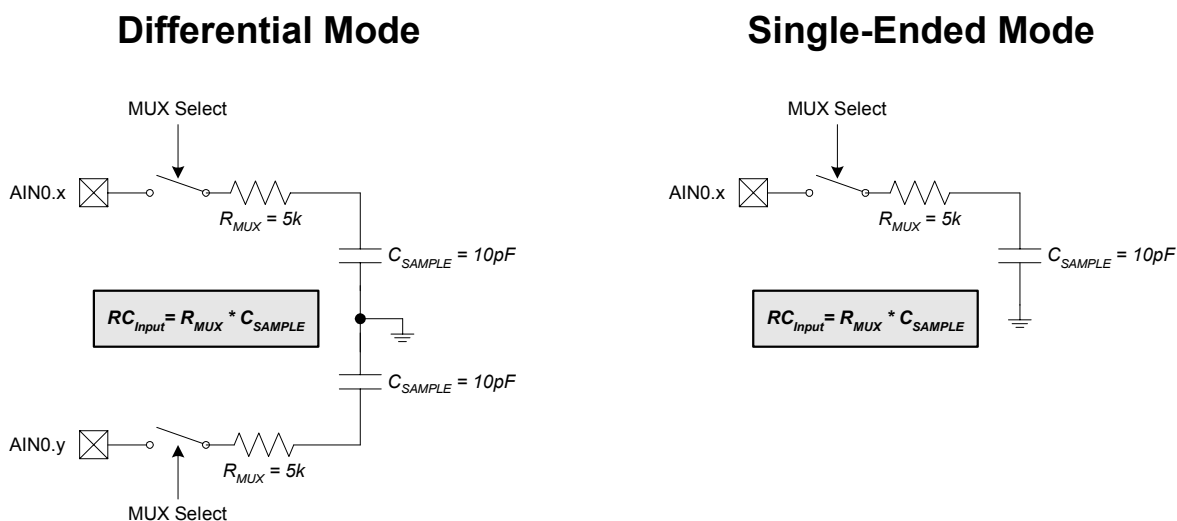 Differential Mode
MUX Select
AIN0.x
R_MUX = 5k
C_SAMPLE = 10pF
RC_Input= R_MUX * C_SAMPLE
C_SAMPLE = 10pF
AIN0.y
R_MUX = 5k
MUX Select
Single-Ended Mode
MUX Select
AIN0.x
R_MUX = 5k
C_SAMPLE = 10pF
RC_Input= R_MUX * C_SAMPLE